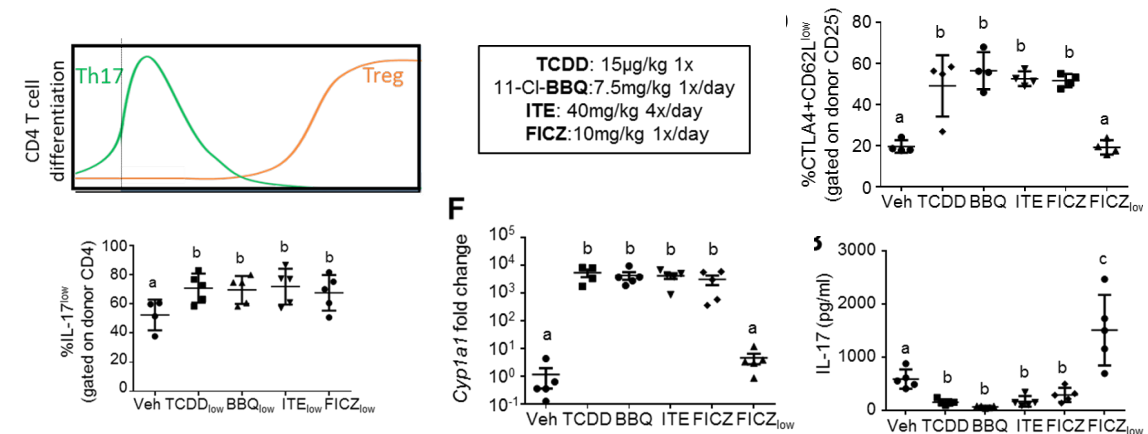 CD4 T cell
differentiation
Th17
Treg
TCDD: 15µg/kg 1x
11-Cl-BBQ:7.5mg/kg 1x/day
ITE: 40mg/kg 4x/day
FICZ:10mg/kg 1x/day
%CTLA4+CD62Llow
(gated on donor CD25)
80
60
40
20
0
a
b
b
b
b
a
Veh TCDD BBQ ITE FICZ FICZlow
%IL-17low
(gated on donor CD4)
100
80
60
40
20
0
a
b
b
b
b
Veh TCDDlow BBQlow ITElow FICZlow
F
Cyp1a1 fold change
10^5
10^4
10^3
10^2
10^1
10^0
10^-1
a
b
b
b
b
a
Veh TCDD BBQ ITE FICZ FICZlow
IL-17 (pg/ml)
3000
2000
1000
0
a
b
b
b
b
c
Veh TCDD BBQ ITE FICZ FICZlow